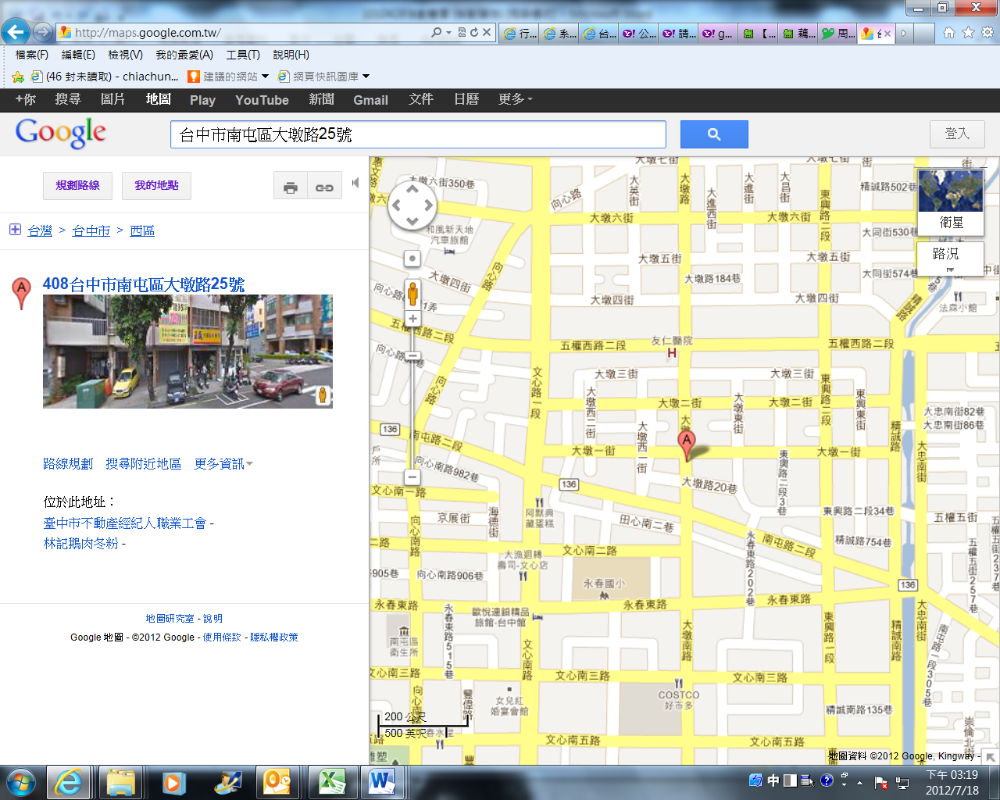 http://maps.google.com.tw/
行...
系...
台...
公...
請...
g...
【...
藕...
周...
檔案(F) 編輯(E) 檢視(V) 我的最愛(A) 工具(T) 說明(H)
(46 封未讀取) - chiachun... 建議的網站 網頁快訊圖庫
+你 搜尋 圖片 地圖 Play YouTube 新聞 Gmail 文件 日曆 更多
Google
台中市南屯區大墩路25號
登入
規劃路線 我的地點
台灣 > 台中市 > 西區
A
408台中市南屯區大墩路25號
路線規劃 搜尋附近地區 更多資訊
位於此地址：
臺中市不動產經紀人職業工會 -
林記鵝肉冬粉 -
地圖研究室 - 說明
Google 地圖 - ©2012 Google - 使用條款 - 隱私權政策
大墩七街
大墩七街
大墩六街350巷
向心路
大英街
大墩路
大進西街
大進街
大昌街
東興路二段
精誠路502巷
衛星
路況
和風新天地
汽車旅館
大墩六街
大墩六街
大同街530巷
大墩五街
大墩五街
大墩路184巷
大同街574巷
大墩四街
大墩四街
大墩四街
向心路
精誠路
法森小館
五權西路二段
五權西路二段
五權西路二段
友仁醫院
H
文心路一段
大墩三街
大墩三街
大墩二街
大墩二街
大墩西二街
大墩西一街
大墩東街
東興路二段
東興東街
大忠南街82巷
大忠南街86巷
精誠路
大忠南街
136
南屯路二段
向心南路982巷
A
大墩一街
大墩一街
大墩路20巷
東興路二段3巷
136
文心南一路
京展街
海德街
阿默典藏蛋糕
田心南二巷
東興路二段34巷
五權五街
南屯路二段
精誠路754巷
五權五街257巷
向心南路
文心南二路
大漁迴轉
壽司-文心店
向心南路906巷
永春國小
永春東路202巷
136
永春東路
永春東路
永春東路
歐悅連鎖精品
旅館-台中館
永春東路515巷
南屯區
衛生所
文心南路
大墩南路
東興路一段
精誠南路
大忠南街
南屯路一段305巷
文心南三路
文心南三路
文心南三路
向心南路
豐偉路
女兒紅
婚宴會館
COSTCO
好市多
精誠南路135巷
崇倫北街
200 公尺
500 英呎
文心南五路
文心南五路
地圖資料 ©2012 Google, Kingway -
中
下午 03:19
2012/7/18